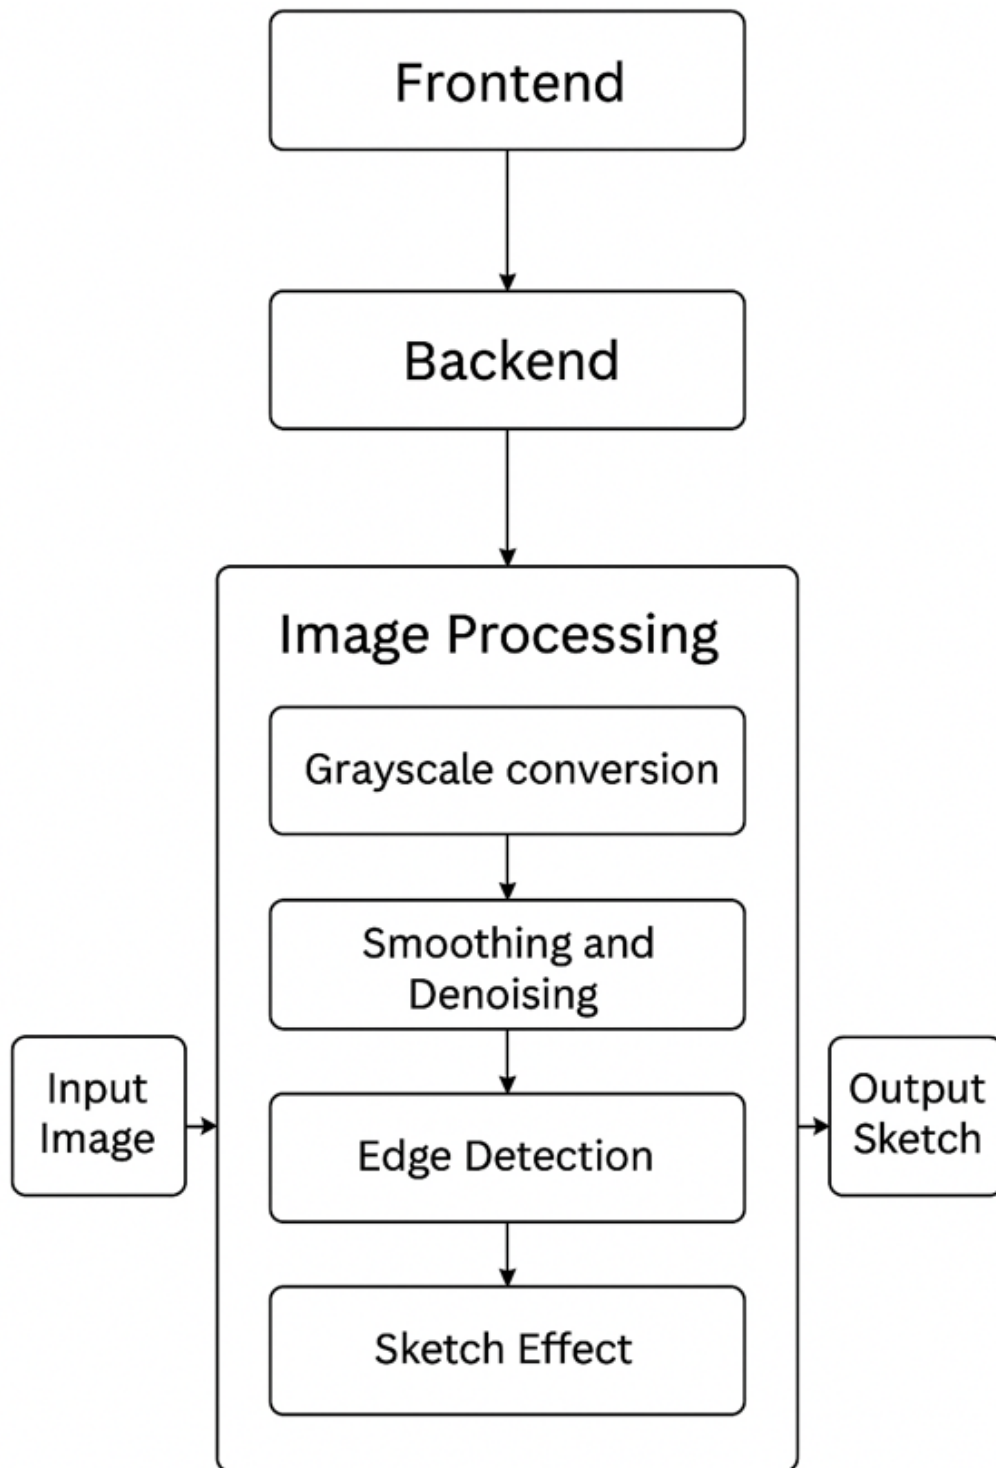 Frontend
Backend
Image Processing
Grayscale conversion
Smoothing and
Denoising
Input
Image
Edge Detection
Output
Sketch
Sketch Effect